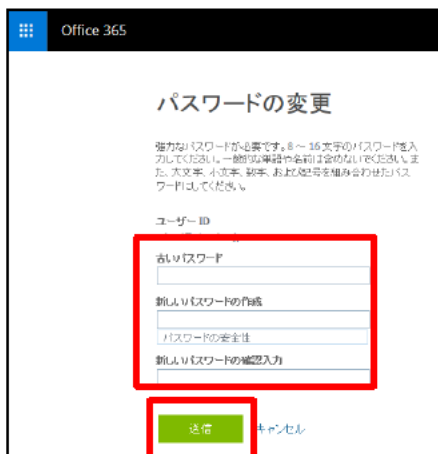 Office 365
パスワードの変更
強力なパスワードが必要です。8 ～ 16 文字のパスワードを入
力してください。一般的な単語や名前は含めないでください。ま
た、大文字、小文字、数字、および記号を組み合わせたパス
ワードにしてください。
ユーザー ID
古いパスワード
新しいパスワードの作成
パスワードの安全性
新しいパスワードの確認入力
送信
キャンセル